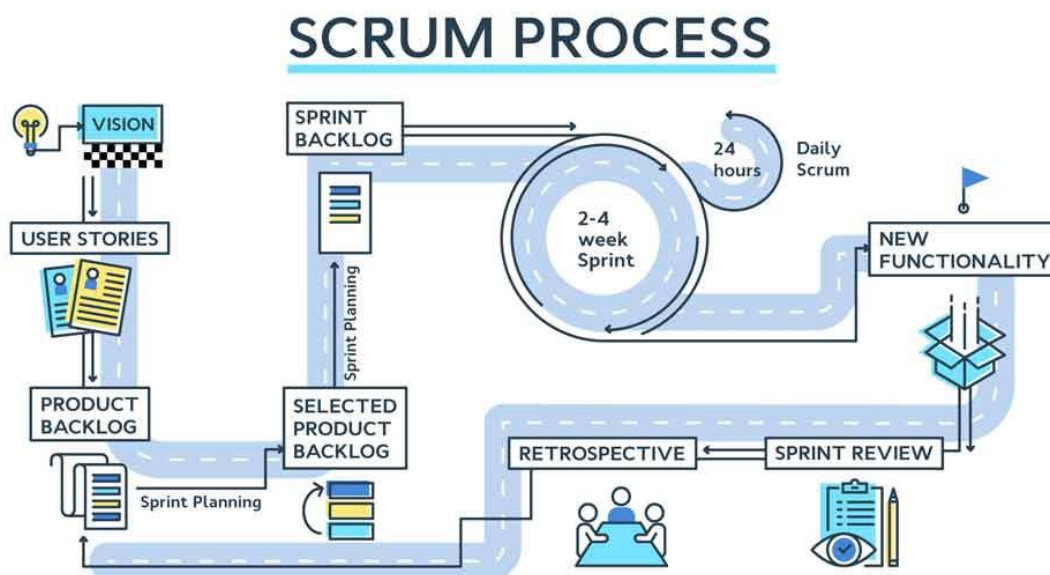 SCRUM PROCESS
VISION
USER STORIES
PRODUCT
BACKLOG
Sprint Planning
SELECTED
PRODUCT
BACKLOG
Sprint Planning
SPRINT
BACKLOG
2-4
week
Sprint
24
hours
Daily
Scrum
NEW
FUNCTIONALITY
SPRINT REVIEW
RETROSPECTIVE